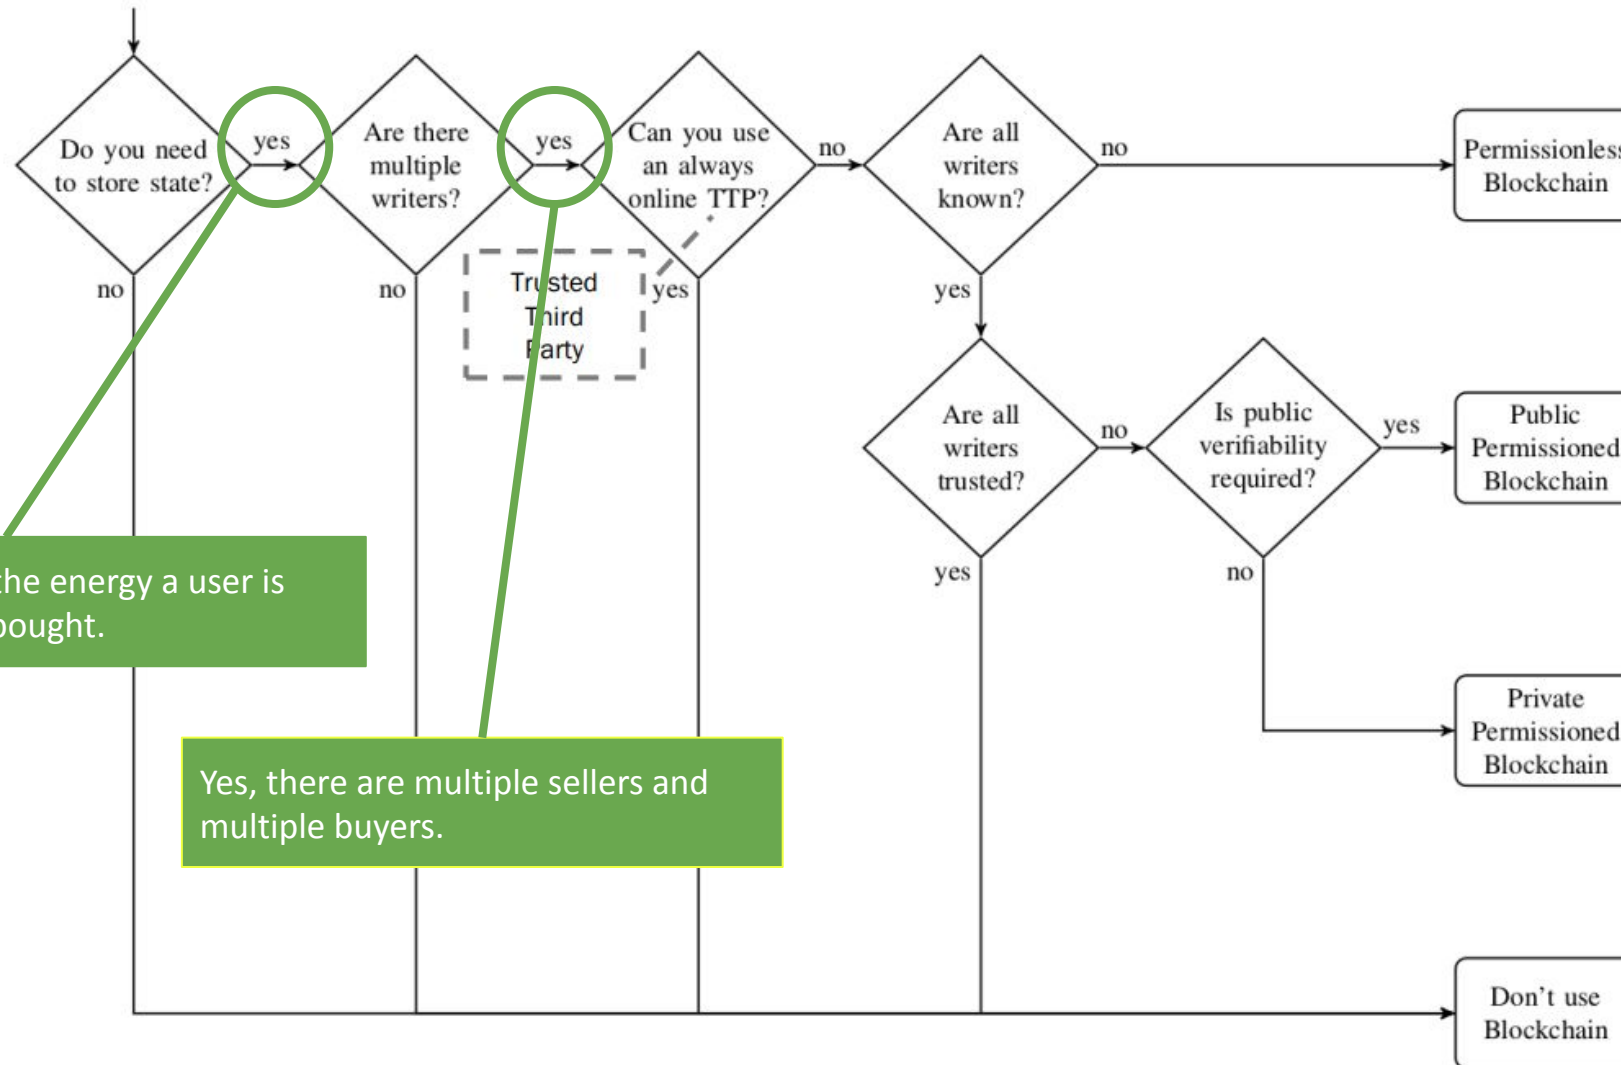 Do you need
to store state?
yes
no
Are there
multiple
writers?
yes
no
Can you use
an always
online TTP?
no
yes
Trusted
Third
Party
Are all
writers
known?
no
yes
Permissionless
Blockchain
Are all
writers
trusted?
no
yes
Is public
verifiability
required?
yes
no
Public
Permissioned
Blockchain
Private
Permissioned
Blockchain
Don't use
Blockchain
the energy a user is
bought.
Yes, there are multiple sellers and
multiple buyers.